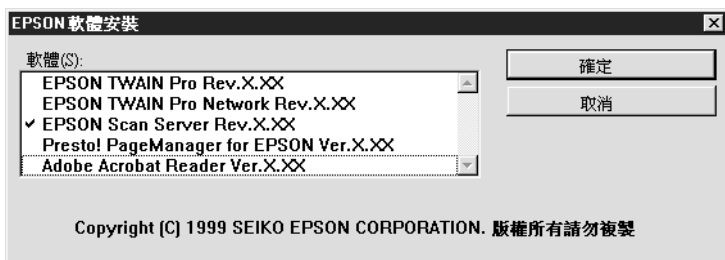 EPSON 軟體安裝
軟體(S):
EPSON TWAIN Pro Rev.X.XX
EPSON TWAIN Pro Network Rev.X.XX
EPSON Scan Server Rev.X.XX
Presto! PageManager for EPSON Ver.X.XX
Adobe Acrobat Reader Ver.X.XX
確定
取消
Copyright (C) 1999 SEIKO EPSON CORPORATION. 版權所有請勿複製